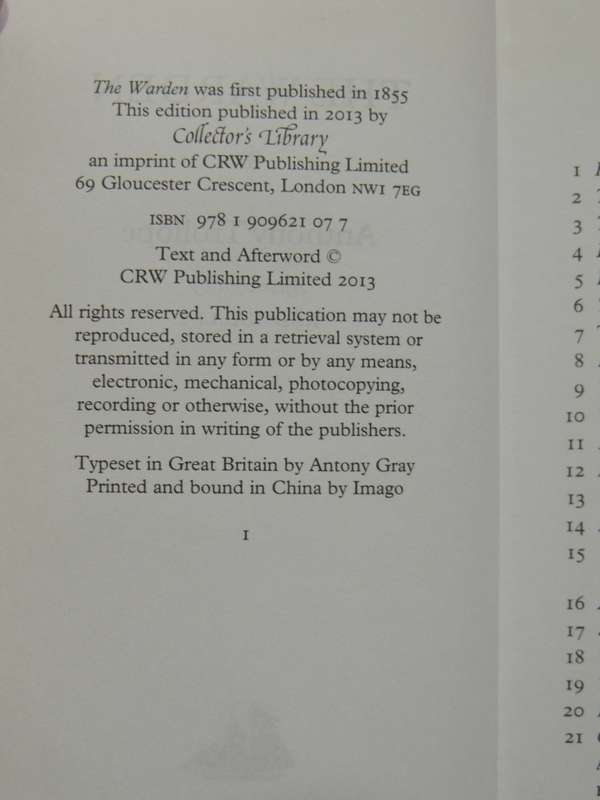 The Warden was first published in 1855
This edition published in 2013 by
Collector's Library
an imprint of CRW Publishing Limited
69 Gloucester Crescent, London NW1 7EG
ISBN 978 1 909621 07 7
Text and Afterword ©
CRW Publishing Limited 2013
All rights reserved. This publication may not be
reproduced, stored in a retrieval system or
transmitted in any form or by any means,
electronic, mechanical, photocopying,
recording or otherwise, without the prior
permission in writing of the publishers.
Typeset in Great Britain by Antony Gray
Printed and bound in China by Imago
1
1
2
3
4
5
6
7
8
9
10
11
12
13
14
15
16
17
18
19
20
21